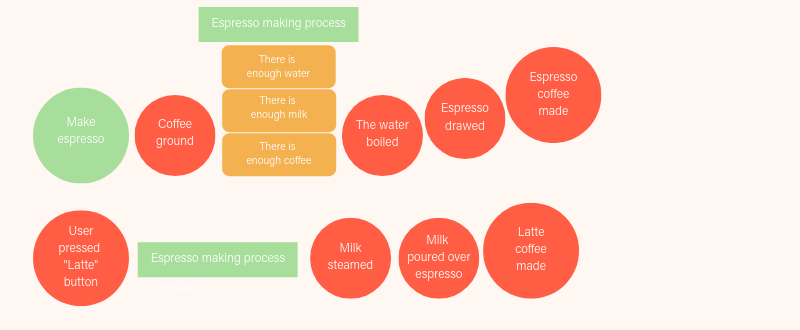 Espresso making process
There is
enough water
There is
enough milk
There is
enough coffee
Make
espresso
Coffee
ground
The water
boiled
Espresso
drawed
Espresso
coffee
made
User
pressed
"Latte"
button
Espresso making process
Milk
steamed
Milk
poured over
espresso
Latte
coffee
made